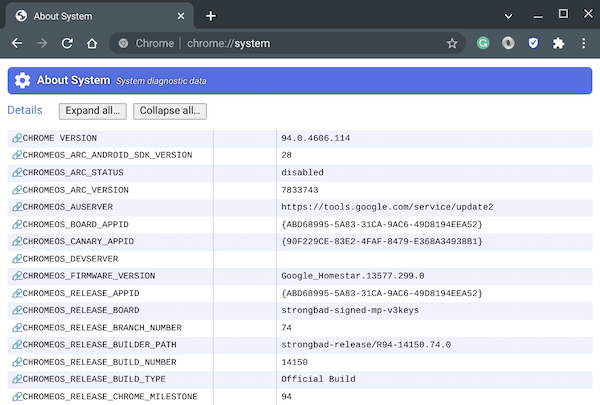 About System
Chrome chrome://system
About System System diagnostic data
Details Expand all... Collapse all...
CHROME VERSION 94.0.4606.114
CHROMEOS_ARC_ANDROID_SDK_VERSION 28
CHROMEOS_ARC_STATUS disabled
CHROMEOS_ARC_VERSION 7833743
CHROMEOS_AUSERVER https://tools.google.com/service/update2
CHROMEOS_BOARD_APPID {ABD68995-5A83-31CA-9AC6-49D8194EEA52}
CHROMEOS_CANARY_APPID {90F229CE-83E2-4FAF-8479-E368A34938B1}
CHROMEOS_DEVSERVER
CHROMEOS_FIRMWARE_VERSION Google_Homestar.13577.299.0
CHROMEOS_RELEASE_APPID {ABD68995-5A83-31CA-9AC6-49D8194EEA52}
CHROMEOS_RELEASE_BOARD strongbad-signed-mp-v3keys
CHROMEOS_RELEASE_BRANCH_NUMBER 74
CHROMEOS_RELEASE_BUILDER_PATH strongbad-release/R94-14150.74.0
CHROMEOS_RELEASE_BUILD_NUMBER 14150
CHROMEOS_RELEASE_BUILD_TYPE Official Build
CHROMEOS_RELEASE_CHROME_MILESTONE 94